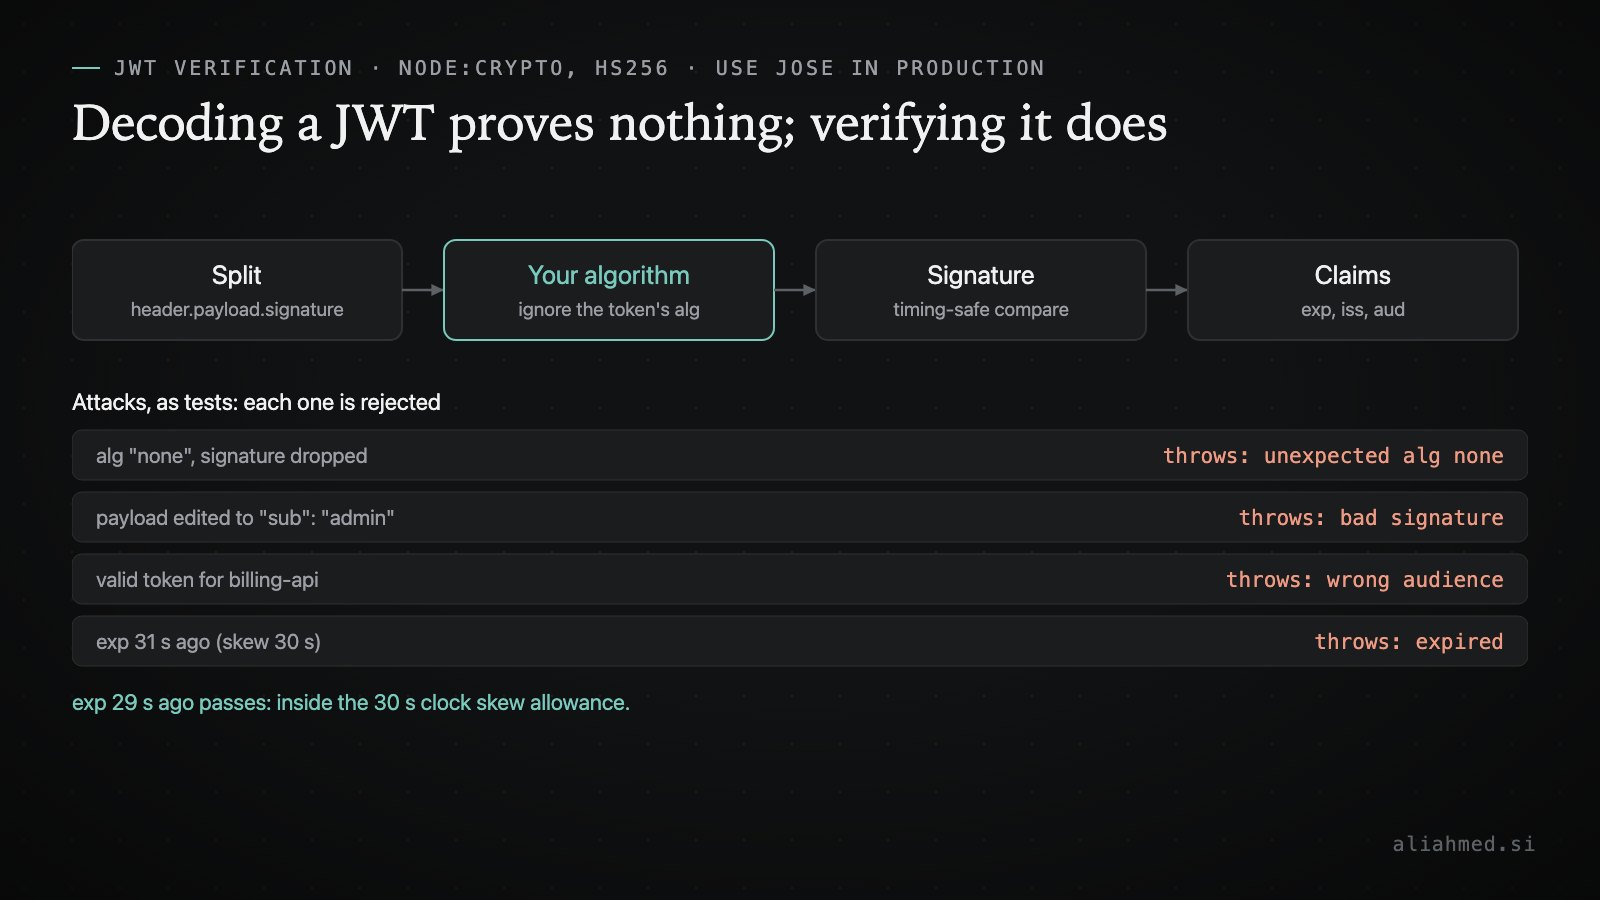 JWT VERIFICATION · NODE:CRYPTO, HS256 · USE JOSE IN PRODUCTION
Decoding a JWT proves nothing; verifying it does
Split
header.payload.signature
Your algorithm
ignore the token's alg
Signature
timing-safe compare
Claims
exp, iss, aud
Attacks, as tests: each one is rejected
alg "none", signature dropped
throws: unexpected alg none
payload edited to "sub": "admin"
throws: bad signature
valid token for billing-api
throws: wrong audience
exp 31 s ago (skew 30 s)
throws: expired
exp 29 s ago passes: inside the 30 s clock skew allowance.
aliahmed.si